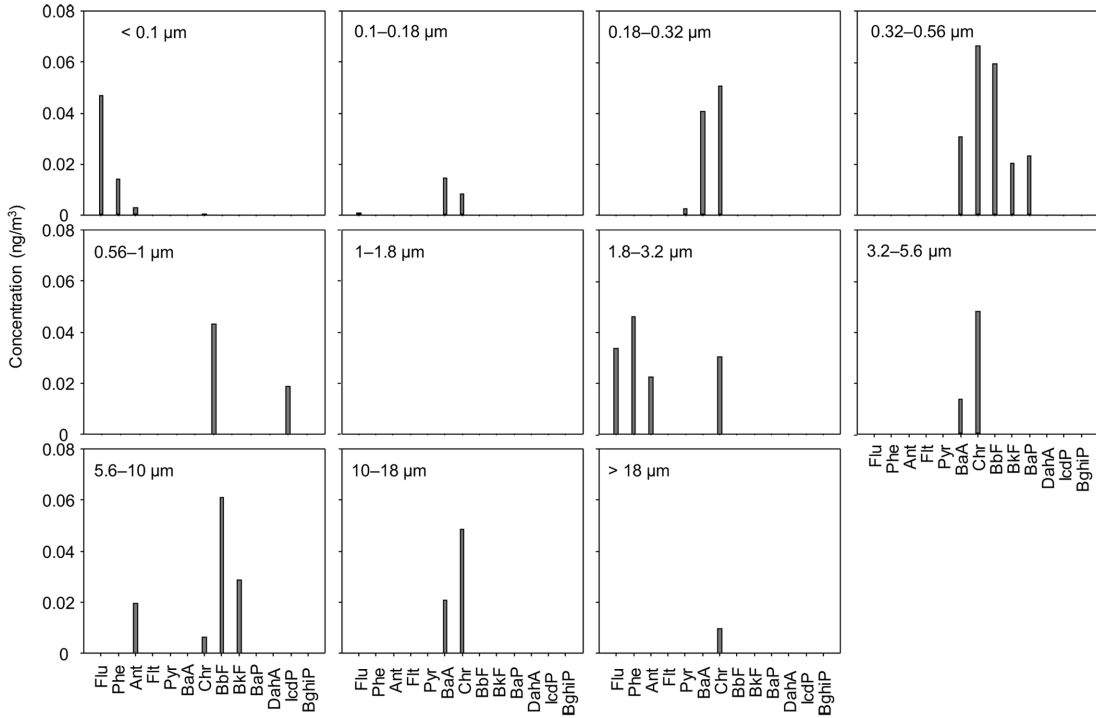 0.08
0.06
0.04
0.02
0
< 0.1 µm
0.1–0.18 µm
0.18–0.32 µm
0.32–0.56 µm
Concentration (ng/m³)
0.08
0.06
0.04
0.02
0
0.56–1 µm
1–1.8 µm
1.8–3.2 µm
3.2–5.6 µm
Flu
Phe
Ant
Flt
Pyr
BaA
Chr
BbF
BkF
BaP
DahA
IcdP
BghiP
0.08
0.06
0.04
0.02
0
5.6–10 µm
10–18 µm
> 18 µm
Flu
Phe
Ant
Flt
Pyr
BaA
Chr
BbF
BkF
BaP
DahA
IcdP
BghiP
Flu
Phe
Ant
Flt
Pyr
BaA
Chr
BbF
BkF
BaP
DahA
IcdP
BghiP
Flu
Phe
Ant
Flt
Pyr
BaA
Chr
BbF
BkF
BaP
DahA
IcdP
BghiP